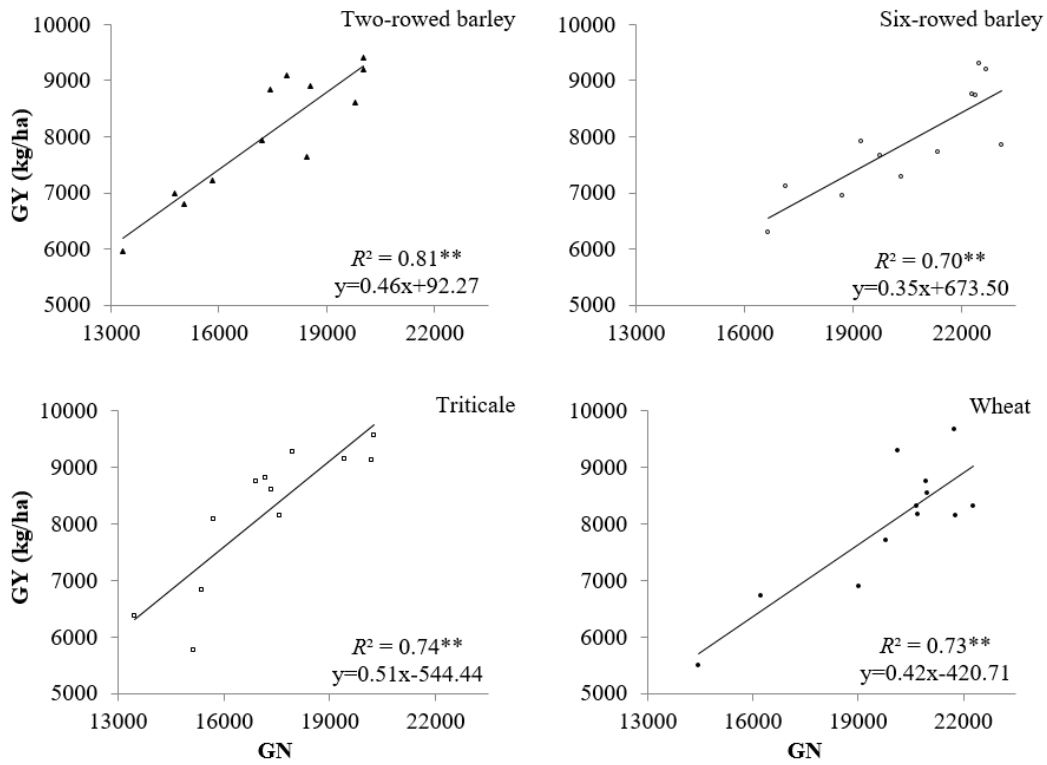 Two-rowed barley
10000
9000
8000
7000
6000
5000
GY (kg/ha)
R² = 0.81**
y=0.46x+92.27
13000 16000 19000 22000
Six-rowed barley
10000
9000
8000
7000
6000
5000
R² = 0.70**
y=0.35x+673.50
13000 16000 19000 22000
Triticale
10000
9000
8000
7000
6000
5000
GY (kg/ha)
R² = 0.74**
y=0.51x-544.44
13000 16000 19000 22000
GN
Wheat
10000
9000
8000
7000
6000
5000
R² = 0.73**
y=0.42x-420.71
13000 16000 19000 22000
GN